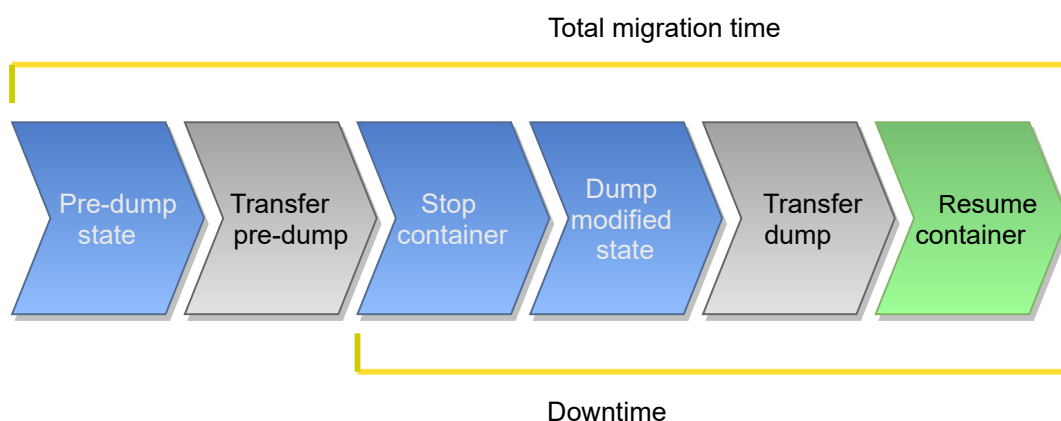 Total migration time
Pre-dump
state
Transfer
pre-dump
Stop
container
Dump
modified
state
Transfer
dump
Resume
container
Downtime